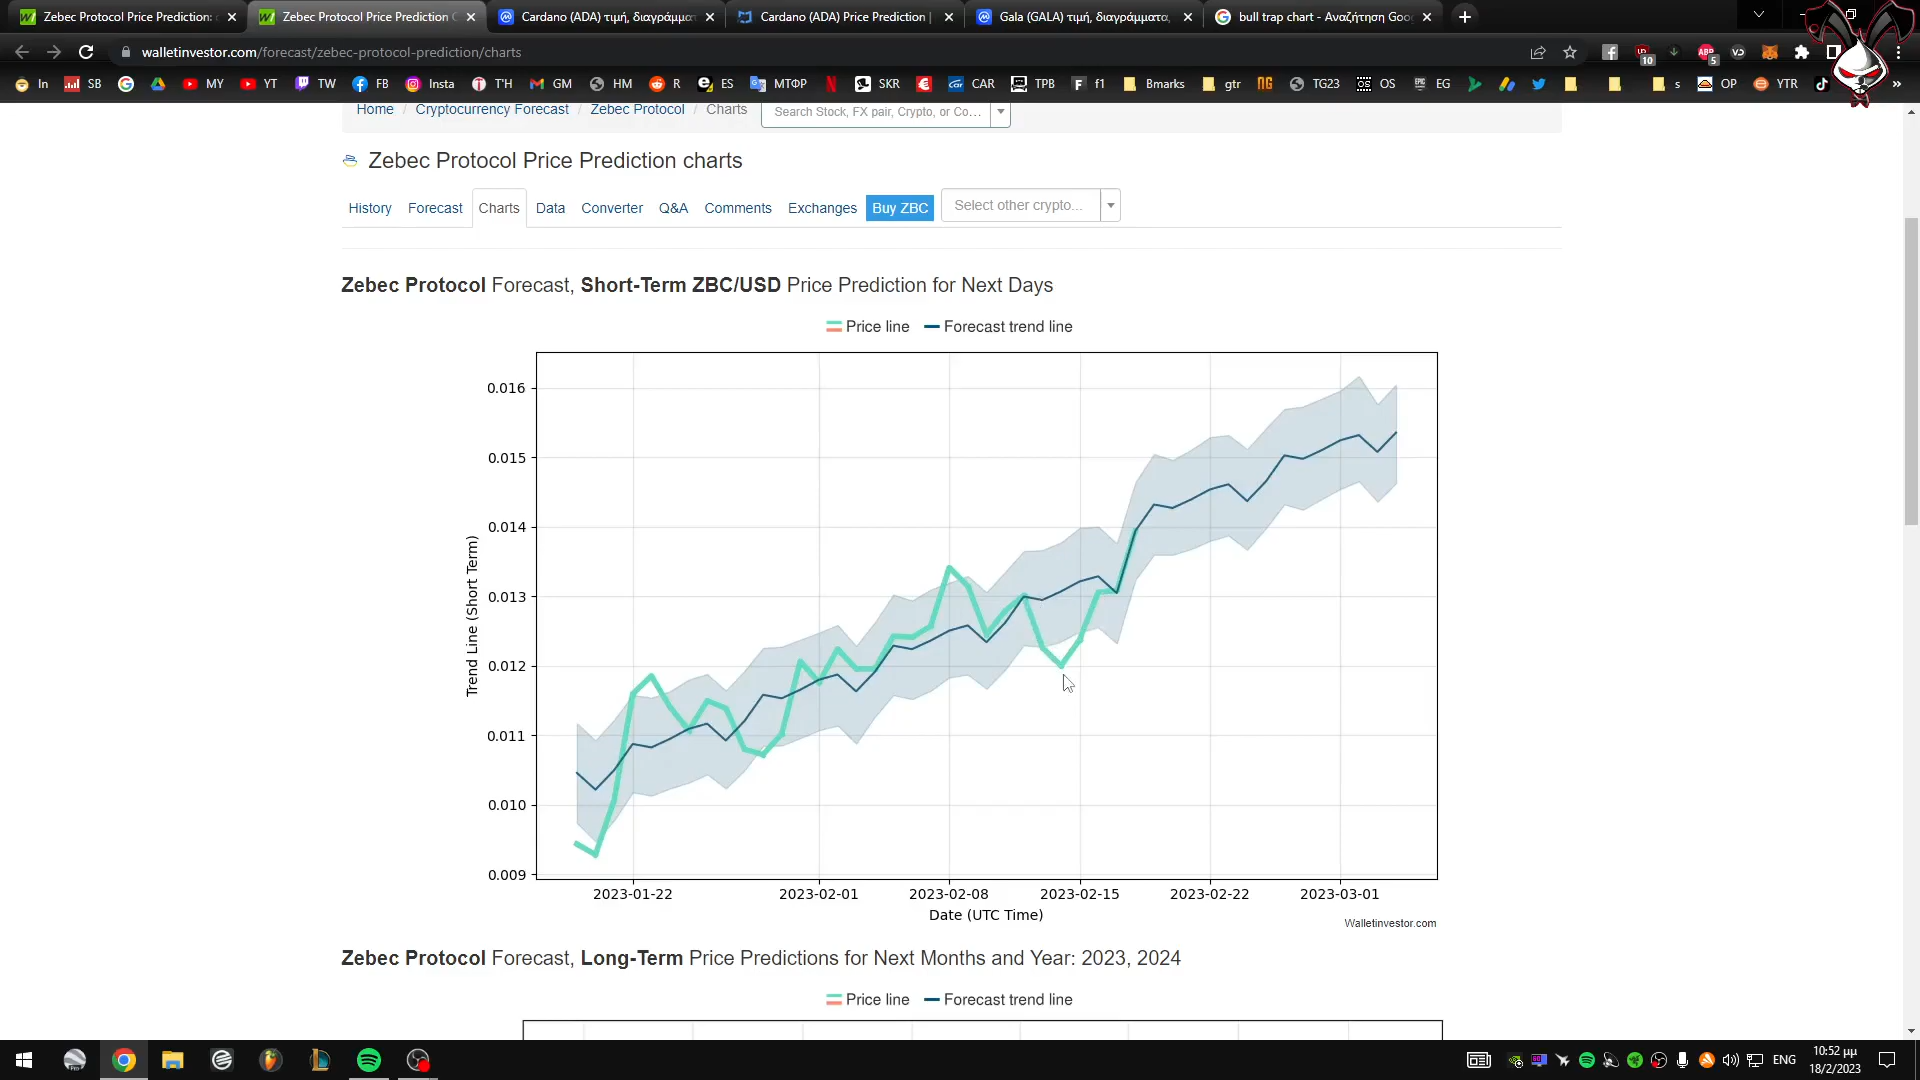 Zebec Protocol Price Prediction:
Zebec Protocol Price Prediction C
Cardano (ADA) τιμή, διαγράμμα
Cardano (ADA) Price Prediction |
Gala (GALA) τιμή, διαγράμματα,
bull trap chart - Αναζήτηση Goo
walletinvestor.com/forecast/zebec-protocol-prediction/charts
10
ABP
5
In
SB
MY
YT
TW
FB
Insta
T'H
GM
HM
R
ES
ΜΤΦΡ
SKR
CAR
TPB
f1
Bmarks
gtr
TG23
OS
EG
s
OP
YTR
»
Home / Cryptocurrency Forecast / Zebec Protocol / Charts
Search Stock, FX pair, Crypto, or Co...
Zebec Protocol Price Prediction charts
History Forecast Charts Data Converter Q&A Comments Exchanges Buy ZBC Select other crypto...
Zebec Protocol Forecast, Short-Term ZBC/USD Price Prediction for Next Days
Price line Forecast trend line
0.016
0.015
0.014
0.013
0.012
0.011
0.010
0.009
Trend Line (Short Term)
2023-01-22 2023-02-01 2023-02-08 2023-02-15 2023-02-22 2023-03-01
Date (UTC Time)
Walletinvestor.com
Zebec Protocol Forecast, Long-Term Price Predictions for Next Months and Year: 2023, 2024
Price line Forecast trend line
ENG
10:52 μμ
18/2/2023